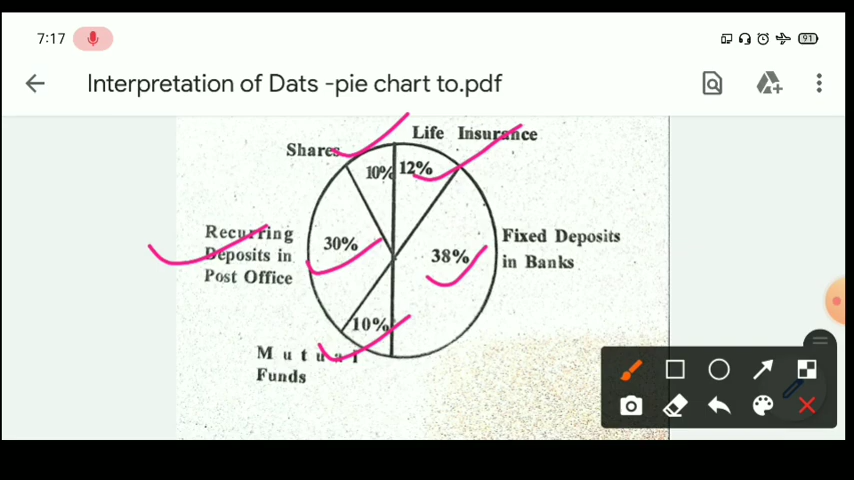 7:17
91
Interpretation of Dats -pie chart to.pdf
Life Insurance
Shares
10%
12%
Recurring
Deposits in
Post Office
30%
38%
Fixed Deposits
in Banks
10%
Mutual
Funds